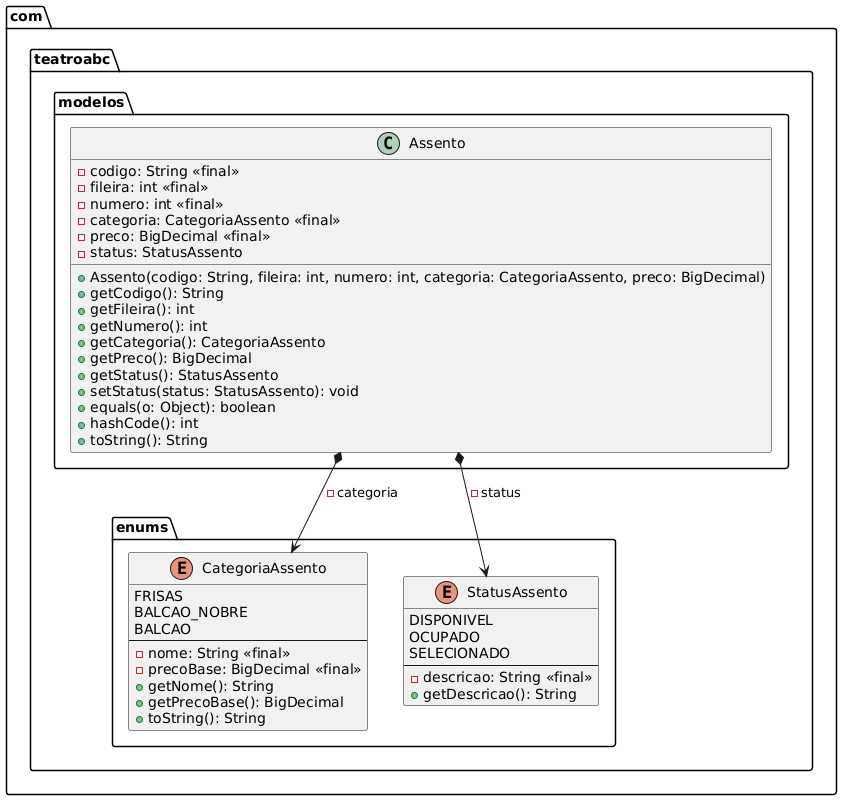 com
teatroabc
modelos
C Assento
codigo: String «final»
fileira: int «final»
numero: int «final»
categoria: CategoriaAssento «final»
preco: BigDecimal «final»
status: StatusAssento
Assento(codigo: String, fileira: int, numero: int, categoria: CategoriaAssento, preco: BigDecimal)
getCodigo(): String
getFileira(): int
getNumero(): int
getCategoria(): CategoriaAssento
getPreco(): BigDecimal
getStatus(): StatusAssento
setStatus(status: StatusAssento): void
equals(o: Object): boolean
hashCode(): int
toString(): String
categoria
status
enums
E CategoriaAssento
FRISAS
BALCAO_NOBRE
BALCAO
nome: String «final»
precoBase: BigDecimal «final»
getNome(): String
getPrecoBase(): BigDecimal
toString(): String
E StatusAssento
DISPONIVEL
OCUPADO
SELECIONADO
descricao: String «final»
getDescricao(): String